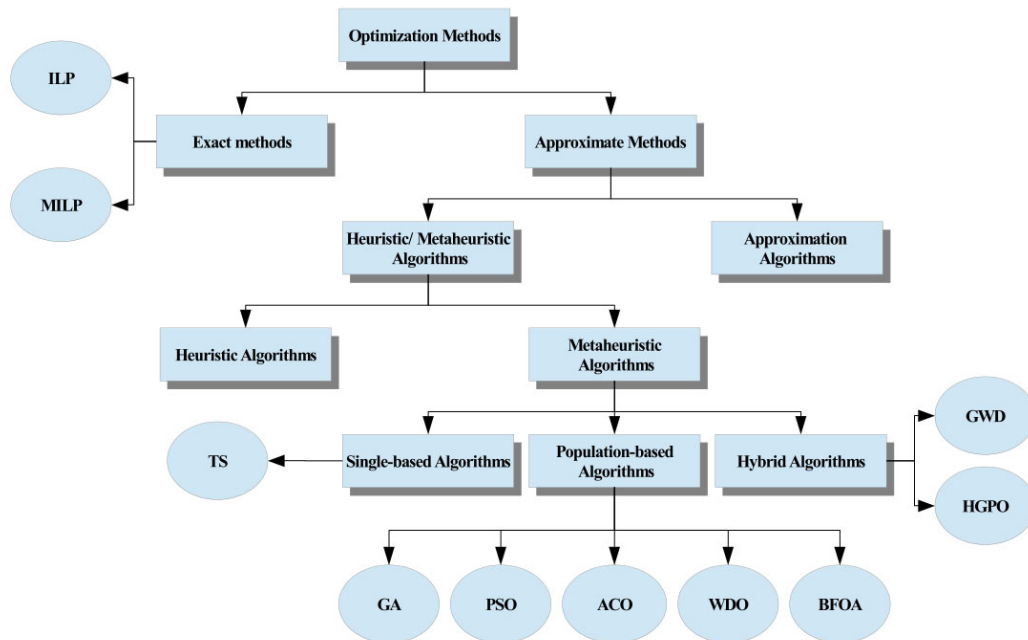 Optimization Methods
ILP
Exact methods
Approximate Methods
MILP
Heuristic/ Metaheuristic
Algorithms
Approximation
Algorithms
Heuristic Algorithms
Metaheuristic
Algorithms
GWD
TS
Single-based Algorithms
Population-based
Algorithms
Hybrid Algorithms
HGPO
GA
PSO
ACO
WDO
BFOA